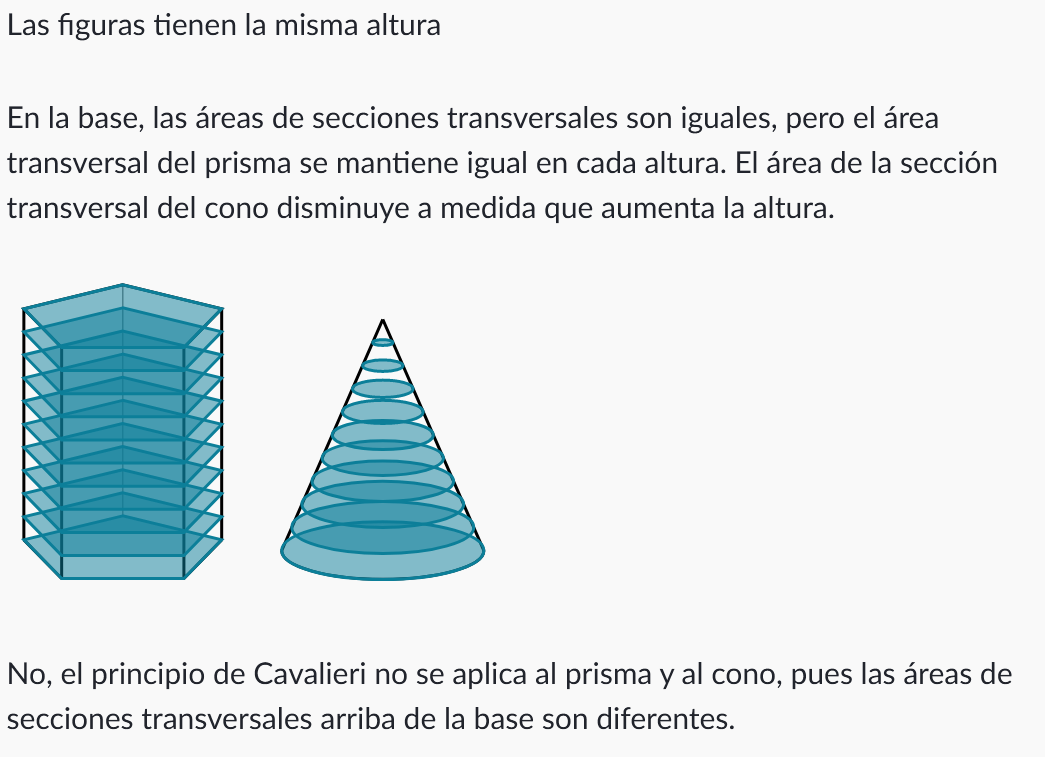 Las figuras tienen la misma altura
En la base, las áreas de secciones transversales son iguales, pero el área
transversal del prisma se mantiene igual en cada altura. El área de la sección
transversal del cono disminuye a medida que aumenta la altura.
No, el principio de Cavalieri no se aplica al prisma y al cono, pues las áreas de
secciones transversales arriba de la base son diferentes.